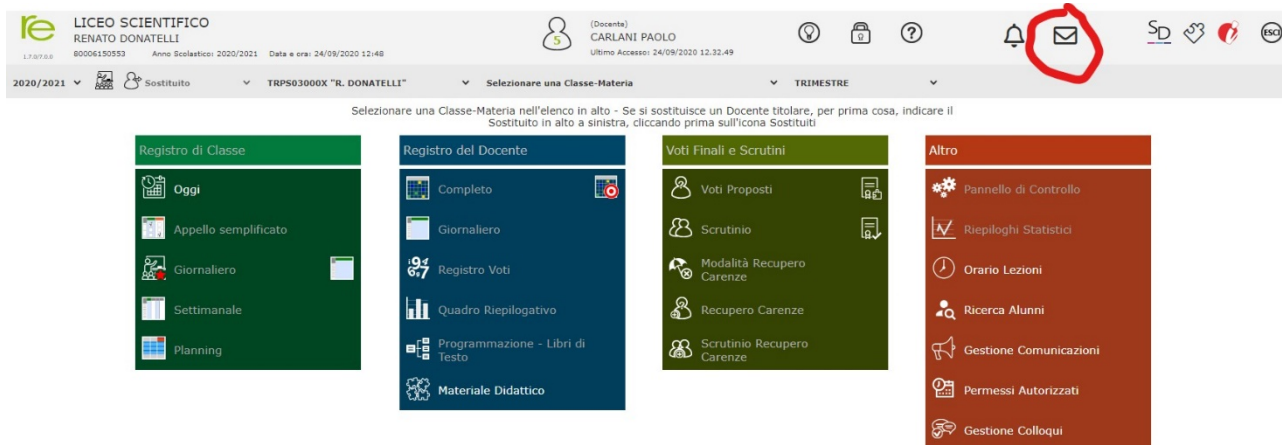 re
1.7.0/7.0.0
LICEO SCIENTIFICO
RENATO DONATELLI
80006150553 Anno Scolastico: 2020/2021 Data e ora: 24/09/2020 12:48
5
(Docente)
CARLANI PAOLO
Ultimo Accesso: 24/09/2020 12.32.49
SD
ESCI
2020/2021 Sostituito TRPS03000X "R. DONATELLI" Selezionare una Classe-Materia TRIMESTRE
Selezionare una Classe-Materia nell'elenco in alto - Se si sostituisce un Docente titolare, per prima cosa, indicare il
Sostituito in alto a sinistra, cliccando prima sull'icona Sostituiti
Registro di Classe
Oggi
Appello semplificato
Giornaliero
Settimanale
Planning
Registro del Docente
Completo
Giornaliero
Registro Voti
Quadro Riepilogativo
Programmazione - Libri di
Testo
Materiale Didattico
Voti Finali e Scrutini
Voti Proposti
Scrutinio
Modalità Recupero
Carenze
Recupero Carenze
Scrutinio Recupero
Carenze
Altro
Pannello di Controllo
Riepiloghi Statistici
Orario Lezioni
Ricerca Alunni
Gestione Comunicazioni
Permessi Autorizzati
Gestione Colloqui